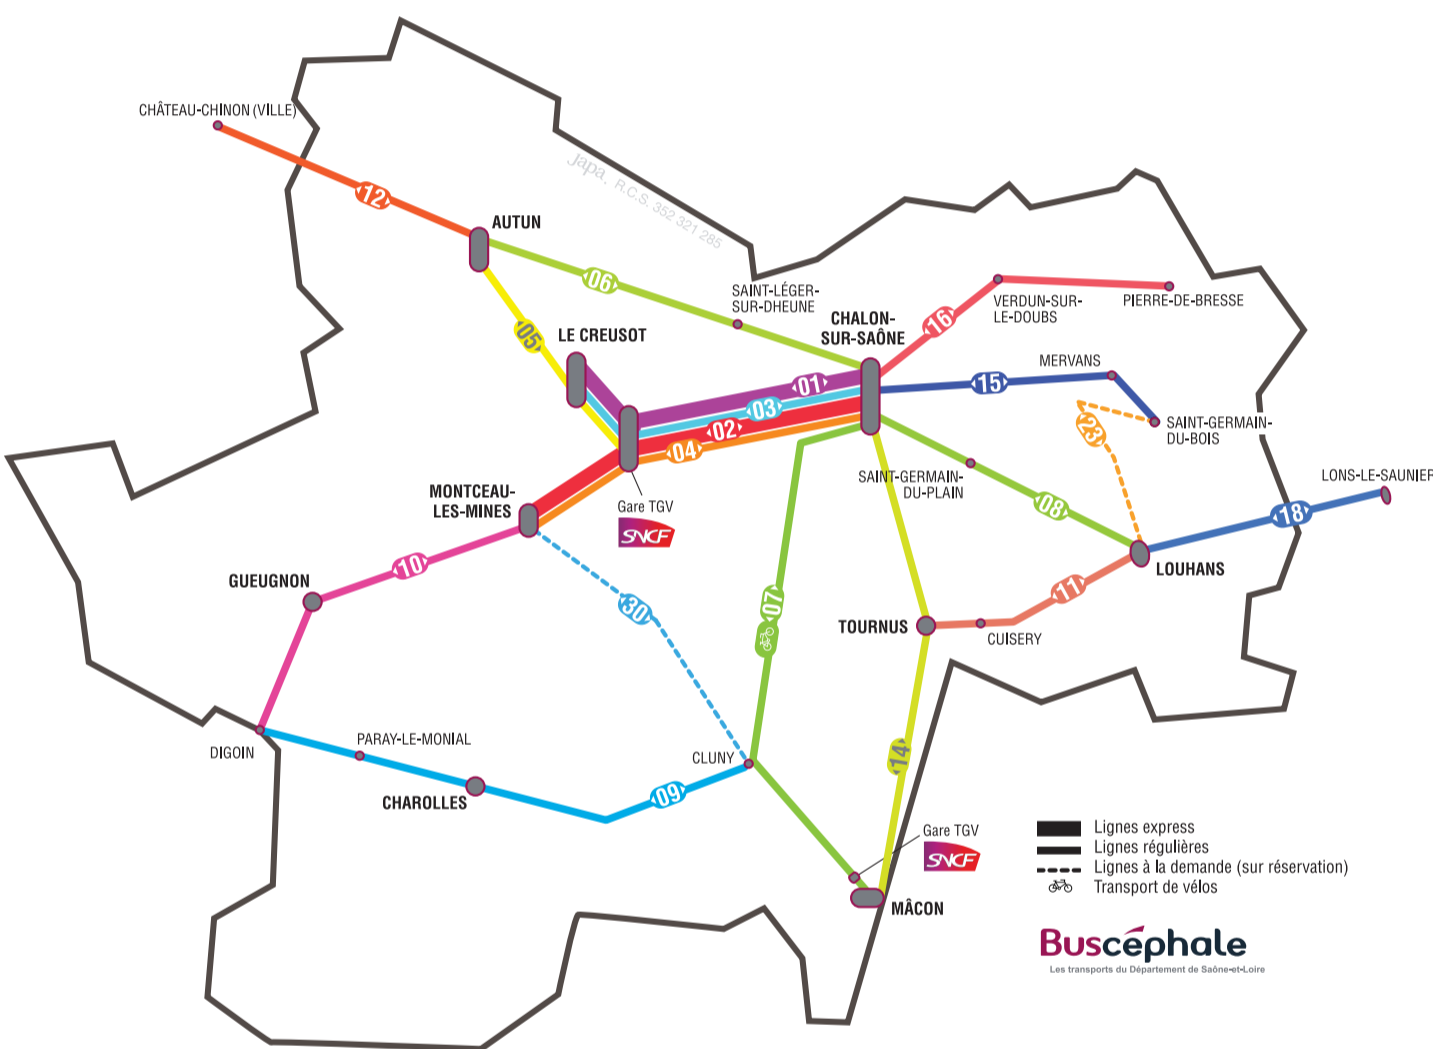 CHÂTEAU-CHINON (VILLE)
12
Japa. R.C.S. 352 321 285
AUTUN
06
SAINT-LÉGER-
SUR-DHEUNE
05
LE CREUSOT
CHALON-
SUR-SAÔNE
16
VERDUN-SUR-
LE-DOUBS
PIERRE-DE-BRESSE
MERVANS
01
03
02
04
15
23
SAINT-GERMAIN-
DU-BOIS
SAINT-GERMAIN-
DU-PLAIN
08
LONS-LE-SAUNIER
18
MONTCEAU-
LES-MINES
Gare TGV
SNCF
LOUHANS
10
GUEUGNON
30
07
11
TOURNUS
CUISERY
DIGOIN
PARAY-LE-MONIAL
CLUNY
14
CHAROLLES
09
Gare TGV
SNCF
MÂCON
Lignes express
Lignes régulières
Lignes à la demande (sur réservation)
Transport de vélos
Buscéphale
Les transports du Département de Saône-et-Loire